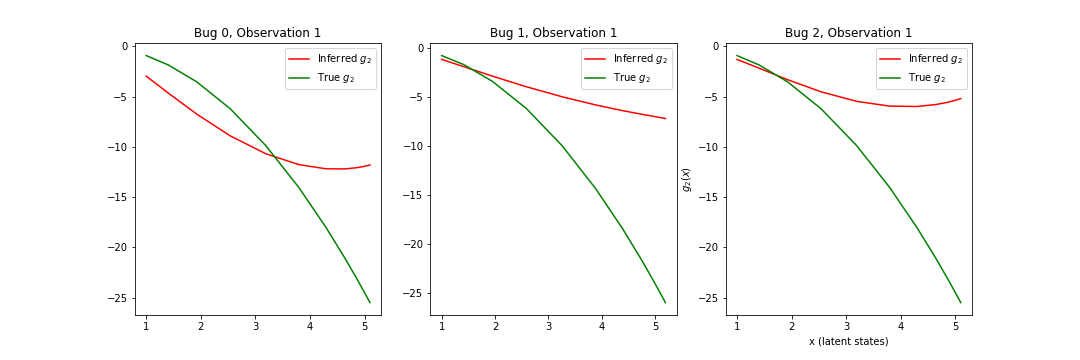 Bug 0, Observation 1
Inferred g₂
True g₂
0
−5
−10
−15
−20
−25
1 2 3 4 5
Bug 1, Observation 1
Inferred g₂
True g₂
0
−5
−10
−15
−20
−25
1 2 3 4 5
Bug 2, Observation 1
Inferred g₂
True g₂
g₂(x)
0
−5
−10
−15
−20
−25
1 2 3 4 5
x (latent states)